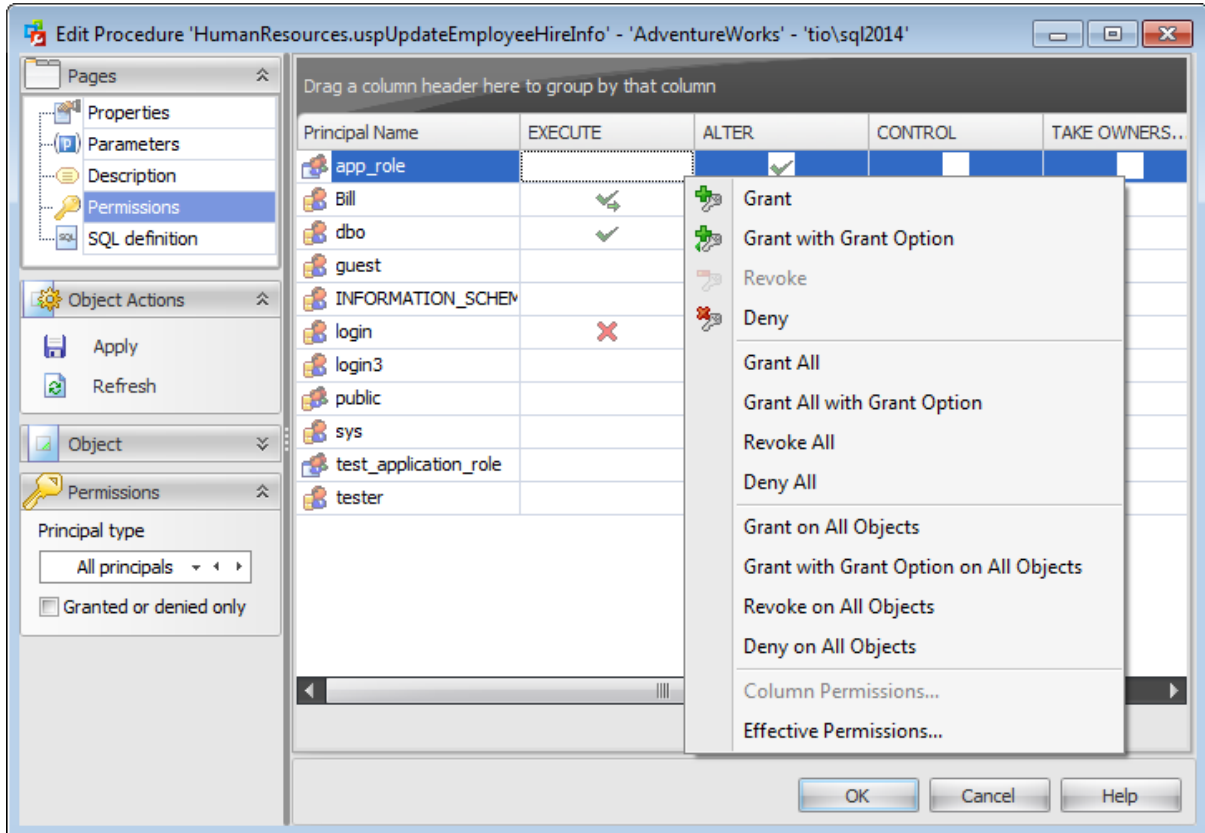 Edit Procedure 'HumanResources.uspUpdateEmployeeHireInfo' - 'AdventureWorks' - 'tio\sql2014'
Pages
Properties
Parameters
Description
Permissions
SQL definition
Object Actions
Apply
Refresh
Object
Permissions
Principal type
All principals
Granted or denied only
Drag a column header here to group by that column
Principal Name EXECUTE ALTER CONTROL TAKE OWNERS...
app_role
Bill
dbo
guest
INFORMATION_SCHEM
login
login3
public
sys
test_application_role
tester
Grant
Grant with Grant Option
Revoke
Deny
Grant All
Grant All with Grant Option
Revoke All
Deny All
Grant on All Objects
Grant with Grant Option on All Objects
Revoke on All Objects
Deny on All Objects
Column Permissions...
Effective Permissions...
OK Cancel Help